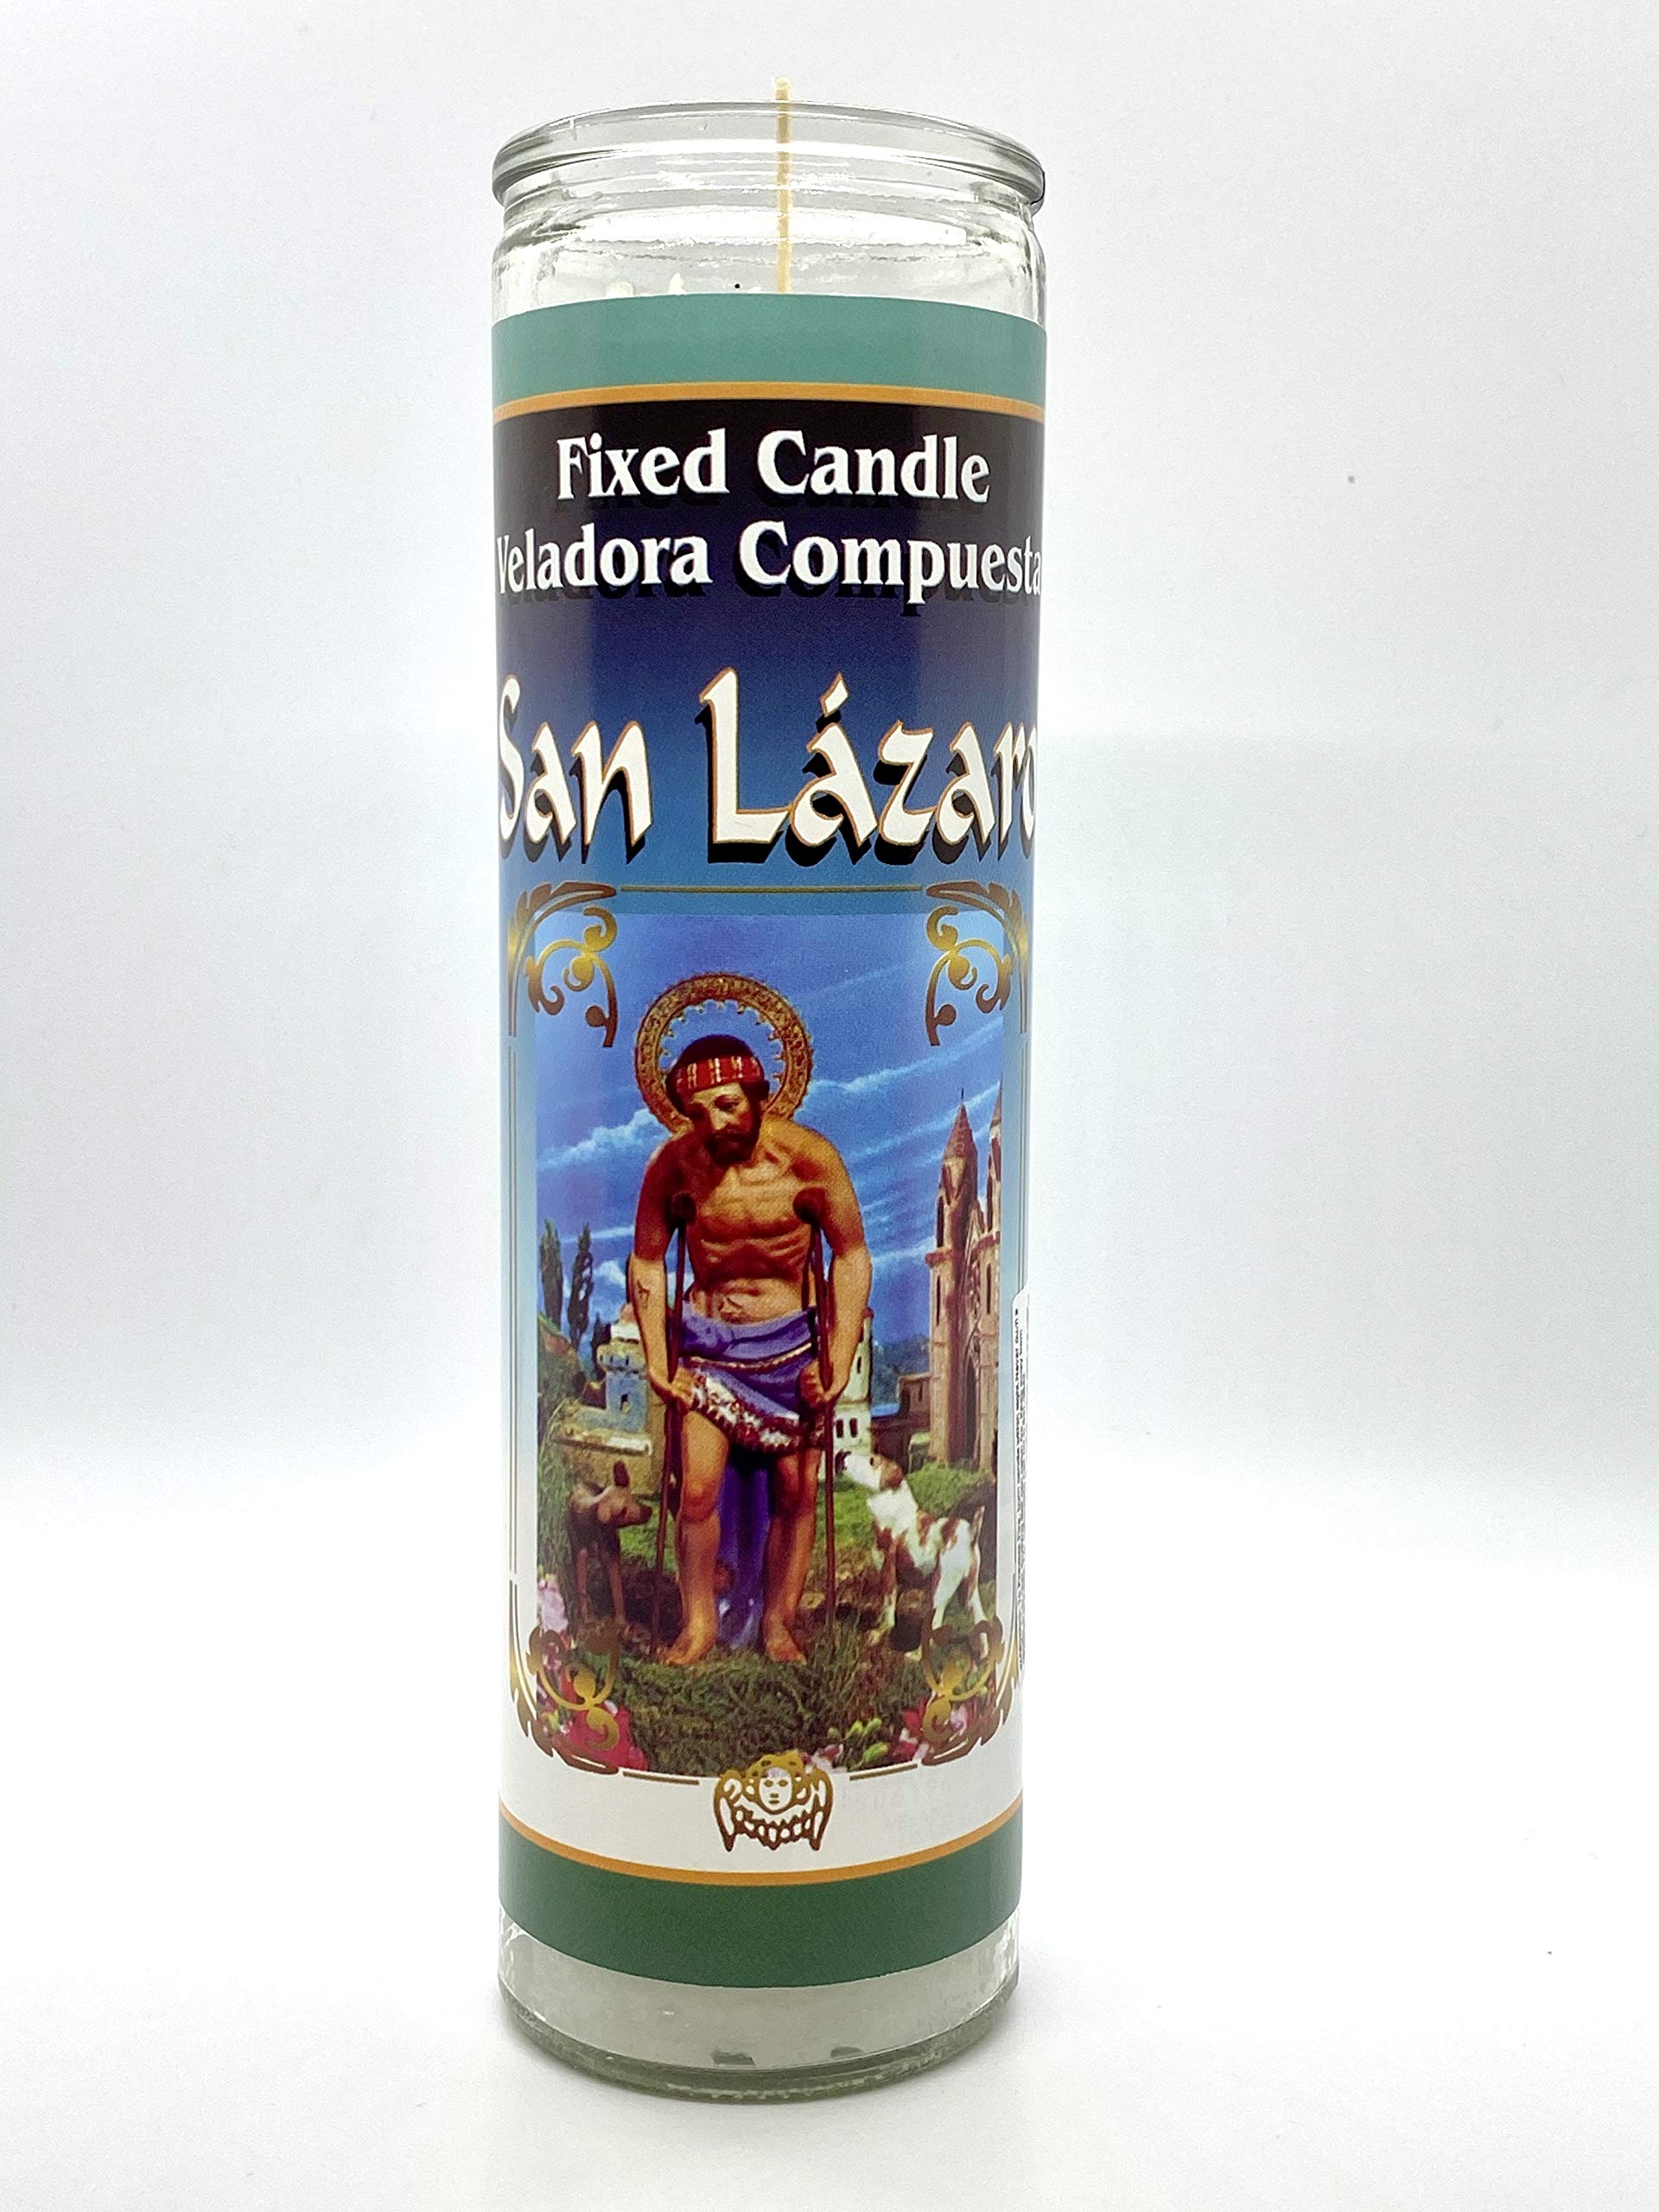 Fixed Candle
Veladora Compuesta
San Lázaro